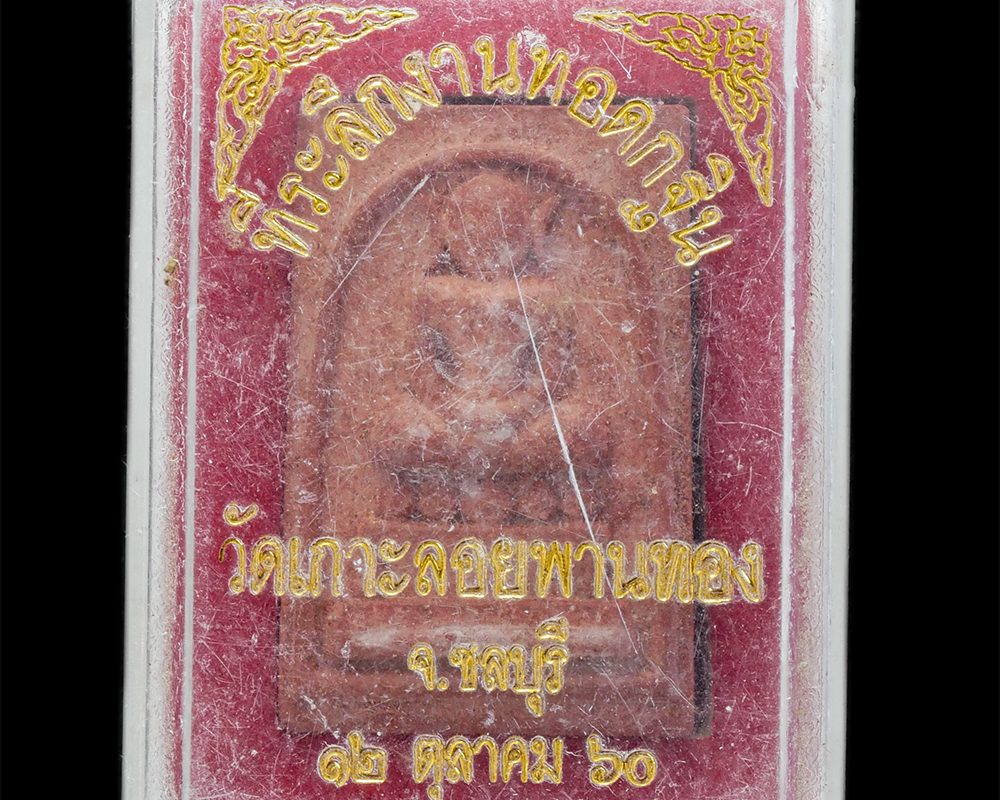 ที่ระลึกงานทอดกฐิน
วัดเกาะลอยพานทอง
จ.ชลบุรี
๑๒ ตุลาคม ๖๐